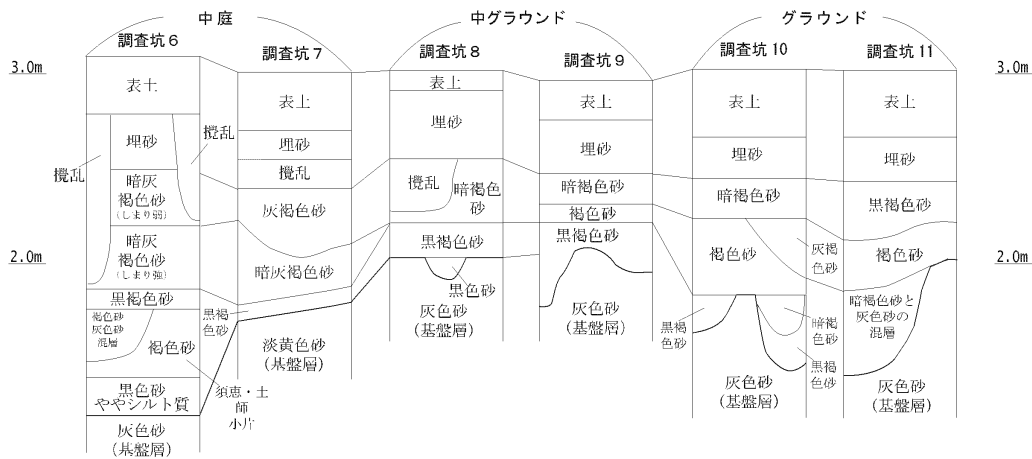 中庭
中グラウンド
グラウンド
調査坑6
調査坑7
調査坑8
調査坑9
調査坑10
調査坑11
3.0m
3.0m
2.0m
2.0m
表土
攪乱
埋砂
攪乱
暗灰
褐色砂
(しまり弱)
暗灰
褐色砂
(しまり強)
黒褐色砂
褐色砂
灰色砂
混層
褐色砂
黒色砂
ややシルト質
灰色砂
(基盤層)
須恵・土
師
小片
表上
埋砂
攪乱
灰褐色砂
暗灰褐色砂
黒褐
色砂
淡黄色砂
(基盤層)
表上
埋砂
攪乱
暗褐色
砂
黒褐色砂
黒色砂
灰色砂
(基盤層)
表上
埋砂
暗褐色砂
褐色砂
黒褐色砂
灰色砂
(基盤層)
表上
埋砂
暗褐色砂
褐色砂
灰褐
色砂
黒褐
色砂
暗褐
色砂
黒褐
色砂
灰色砂
(基盤層)
表上
埋砂
黒褐色砂
褐色砂
暗褐色砂と
灰色砂の
混層
灰色砂
(基盤層)